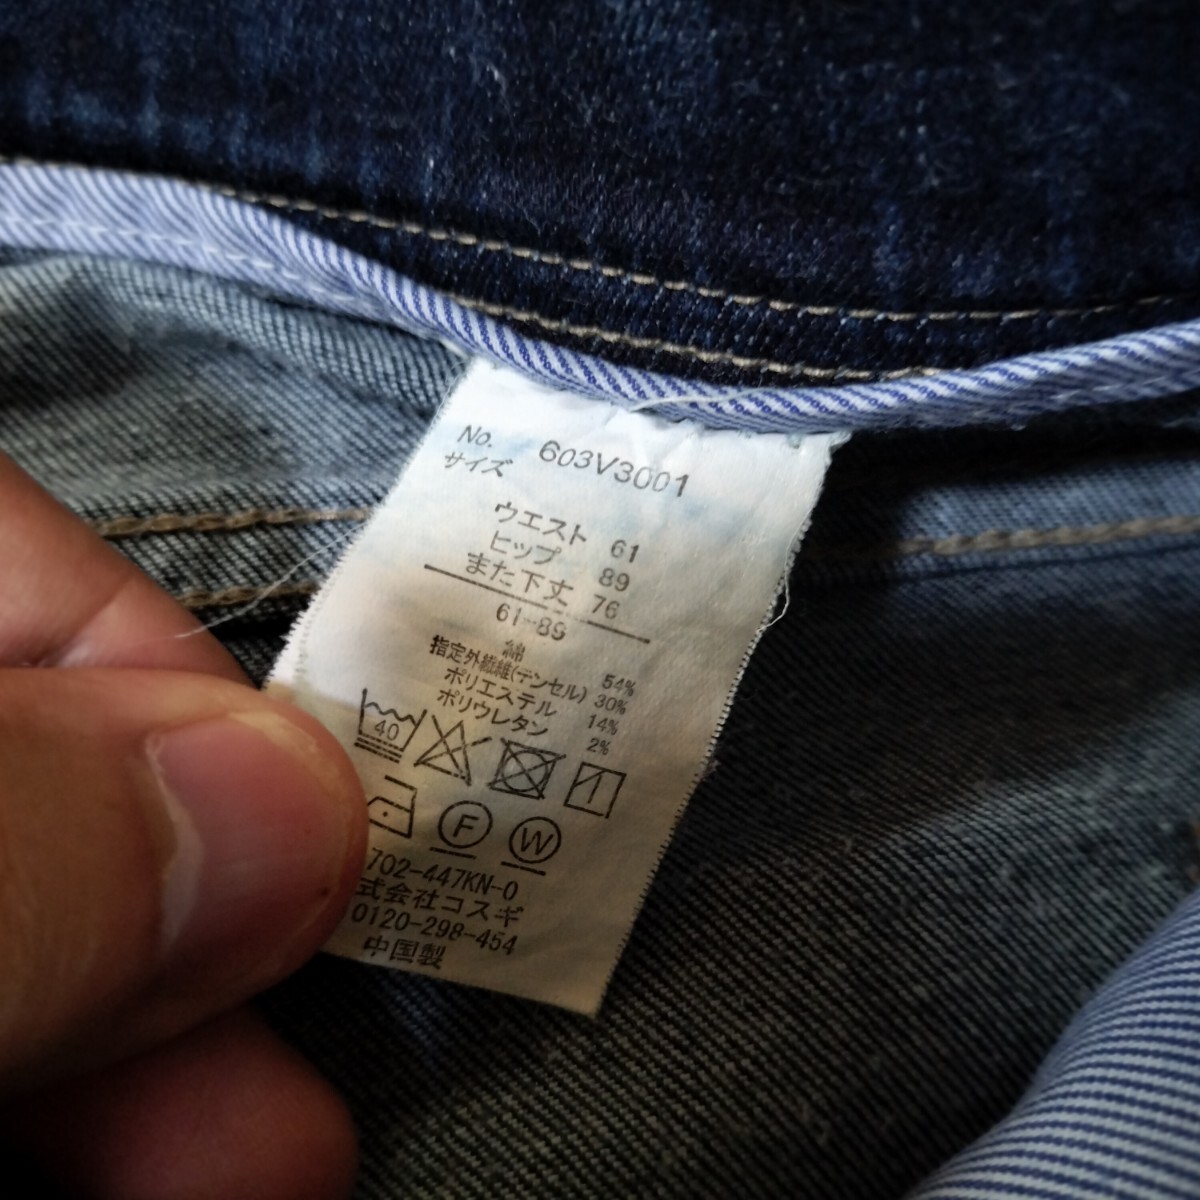 No. 603V3001
サイズ
ウエスト 61
ヒップ 89
また下丈 76
61-89
綿 54%
指定外繊維(テンセル) 30%
ポリエステル 14%
ポリウレタン 2%
40
1
F W
702-447KN-0
式会社コスギ
0120-298-454
中国製